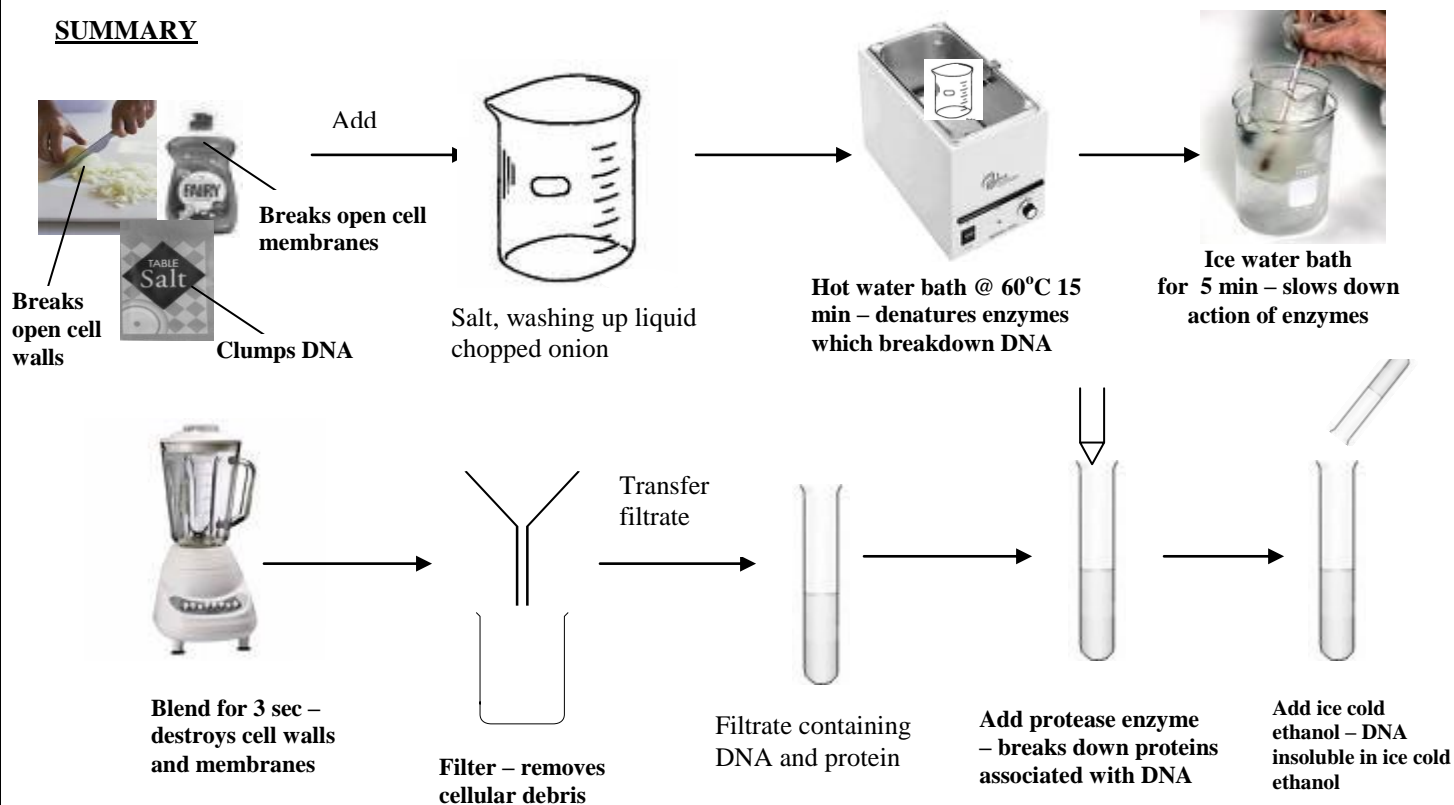 SUMMARY
Add
FAIRY
TABLE
Salt
Breaks open cell
membranes
Breaks
open cell
walls
Clumps DNA
Salt, washing up liquid
chopped onion
Hot water bath @ 60°C 15
min – denatures enzymes
which breakdown DNA
Ice water bath
for 5 min – slows down
action of enzymes
Blend for 3 sec –
destroys cell walls
and membranes
Filter – removes
cellular debris
Transfer
filtrate
Filtrate containing
DNA and protein
Add protease enzyme
– breaks down proteins
associated with DNA
Add ice cold
ethanol – DNA
insoluble in ice cold
ethanol